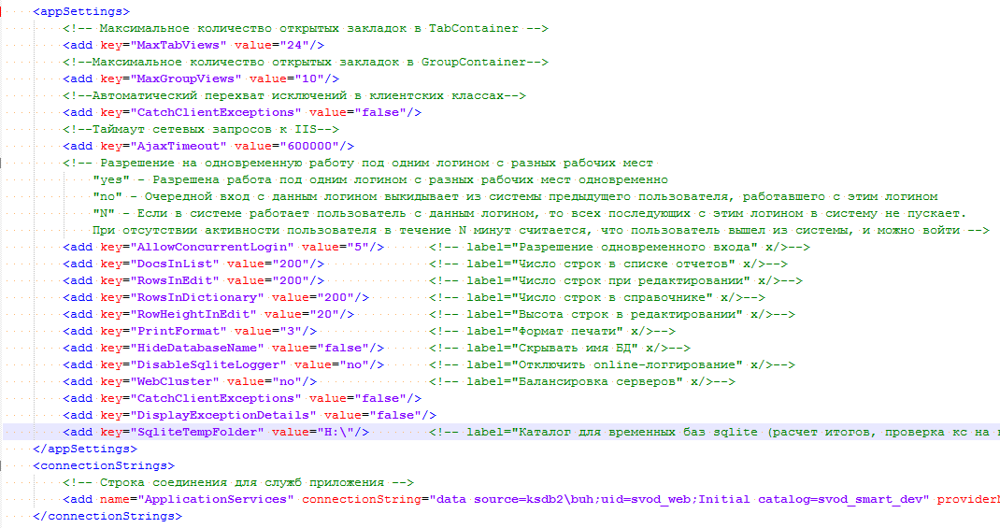 <appSettings>
<!-- Максимальное количество открытых закладок в TabContainer -->
<add key="MaxTabViews" value="24"/>
<!--Максимальное количество открытых закладок в GroupContainer-->
<add key="MaxGroupViews" value="10"/>
<!--Автоматический перехват исключений в клиентских классах-->
<add key="CatchClientExceptions" value="false"/>
<!--Таймаут сетевых запросов к IIS-->
<add key="AjaxTimeout" value="600000"/>
<!-- Разрешение на одновременную работу под одним логином с разных рабочих мест
"yes" - Разрешена работа под одним логином с разных рабочих мест одновременно
"no" - Очередной вход с данным логином выкидывает из системы предыдущего пользователя, работавшего с этим логином
"N" - Если в системе работает пользователь с данным логином, то всех последующих с этим логином в систему не пускает.
При отсутствии активности пользователя в течение N минут считается, что пользователь вышел из системы, и можно войти -->
<add key="AllowConcurrentLogin" value="5"/> <!-- label="Разрешение одновременного входа" x/>-->
<add key="DocsInList" value="200"/> <!-- label="Число строк в списке отчетов" x/>-->
<add key="RowsInEdit" value="200"/> <!-- label="Число строк при редактировании" x/>-->
<add key="RowsInDictionary" value="200"/> <!-- label="Число строк в справочнике" x/>-->
<add key="RowHeightInEdit" value="20"/> <!-- label="Высота строк в редактировании" x/>-->
<add key="PrintFormat" value="3"/> <!-- label="Формат печати" x/>-->
<add key="HideDatabaseName" value="false"/> <!-- label="Скрывать имя БД" x/>-->
<add key="DisableSqliteLogger" value="no"/> <!-- label="Отключить online-логгирование" x/>-->
<add key="WebCluster" value="no"/> <!-- label="Балансировка серверов" x/>-->
<add key="CatchClientExceptions" value="false"/>
<add key="DisplayExceptionDetails" value="false"/>
<add key="SqliteTempFolder" value="H:\"/> <!-- label="Каталог для временных баз sqlite (расчет итогов, проверка кс на
</appSettings>
<connectionStrings>
<!-- Строка соединения для служб приложения -->
<add name="ApplicationServices" connectionString="data source=ksdb2\buh;uid=svod_web;Initial catalog=svod_smart_dev"
</connectionStrings>